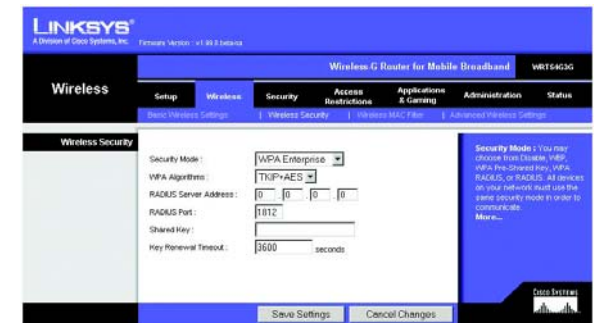 LINKSYS®
A Division of Cisco Systems, Inc.
Firmware Version : v1.99.8
Wireless-G Router for Mobile Broadband
WRT54G3G
Wireless
Setup
Wireless
Security
Access Restrictions
Applications & Gaming
Administration
Status
Basic Wireless Settings
| Wireless Security
| Wireless MAC Filter
| Advanced Wireless Settings
Wireless Security
Security Mode :
WPA Enterprise
WPA Algorithms :
TKIP+AES
RADIUS Server Address :
0 . 0 . 0 . 0
RADIUS Port :
1812
Shared Key :
Key Renewal Timeout :
3600 seconds
Security Mode : You may
choose from Disable, WEP,
WPA Pre-Shared Key, WPA
RADIUS, or RADIUS. All devices
on your network must use the
same security mode in order to
communicate.
More...
Save Settings
Cancel Changes
CISCO SYSTEMS